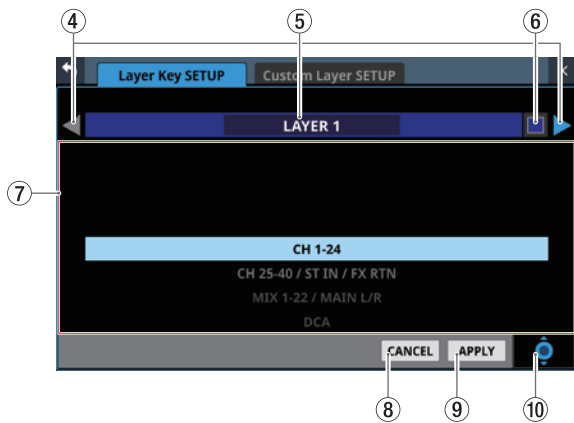 ④ ⑤ ⑥
Layer Key SETUP Custom Layer SETUP ×
LAYER 1
⑦
CH 1-24
CH 25-40 / ST IN / FX RTN
MIX 1-22 / MAIN L/R
DCA
CANCEL APPLY
⑧ ⑨ ⑩